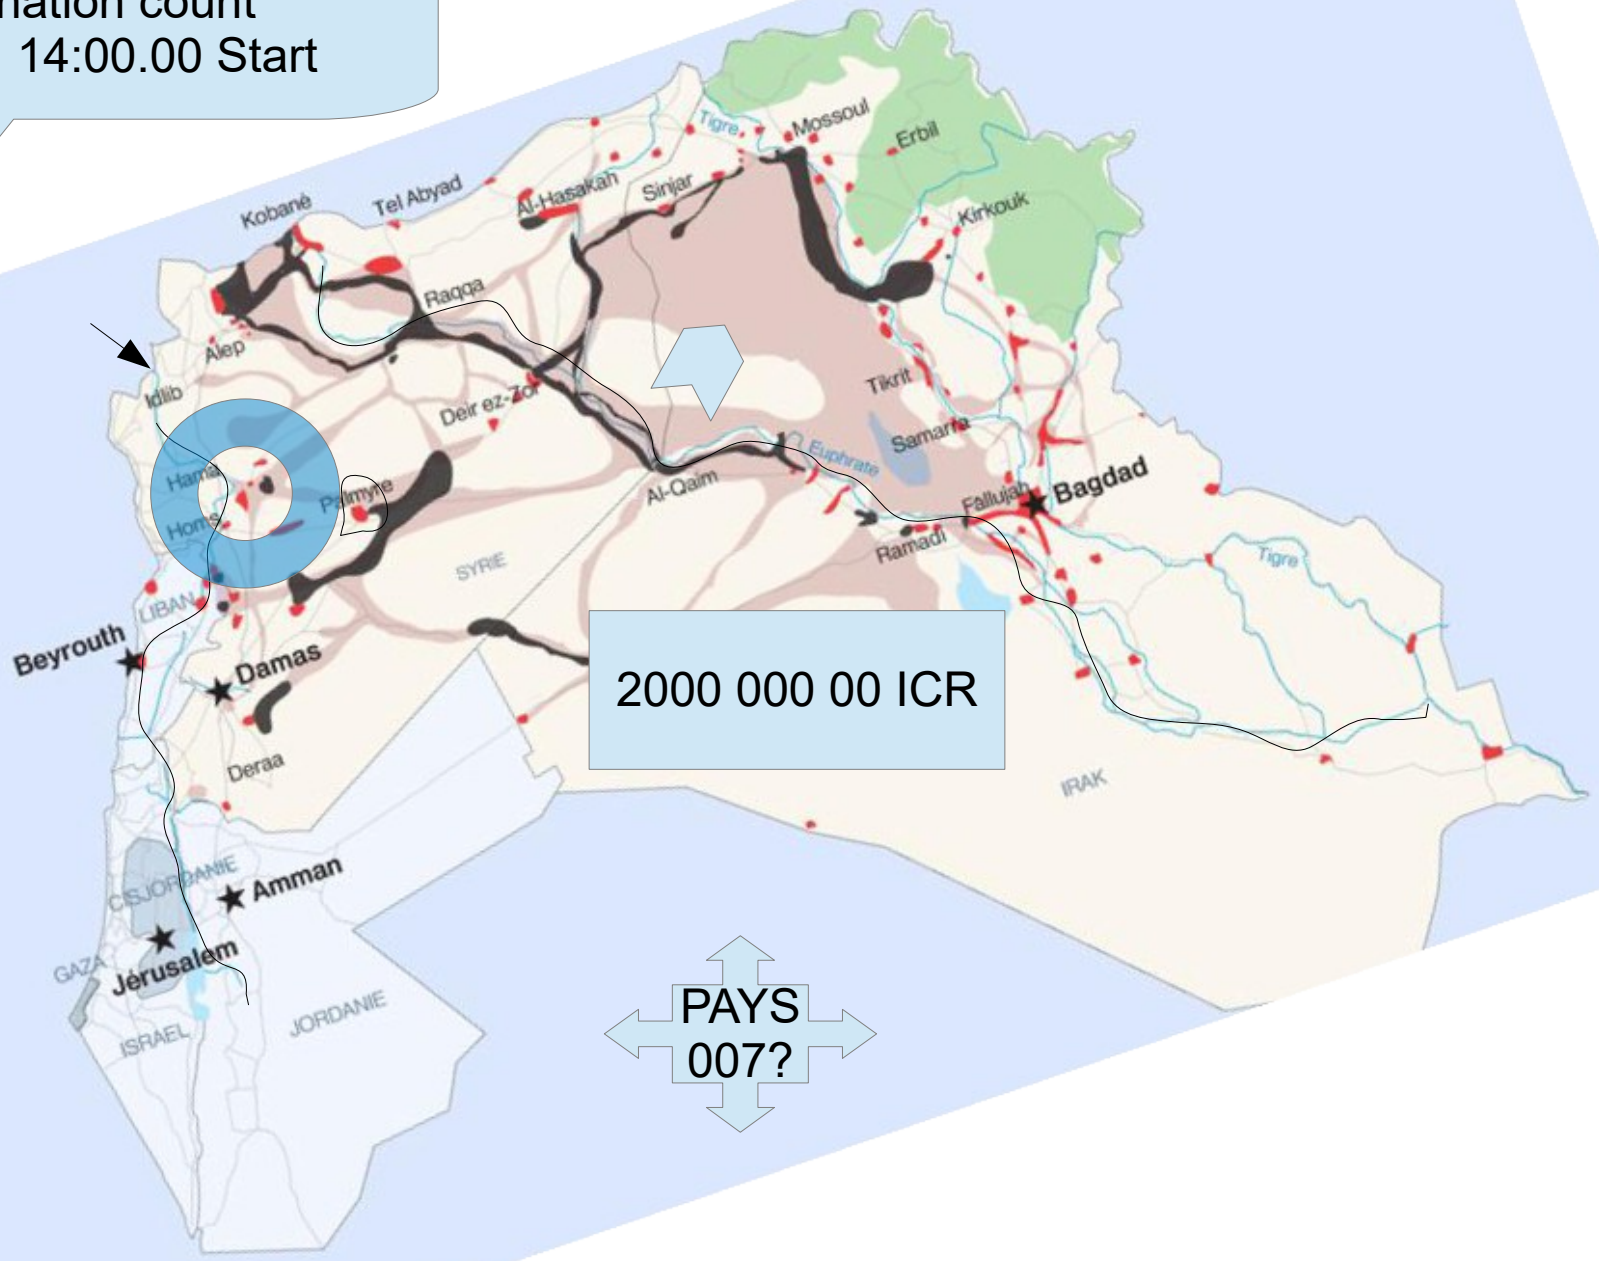 nation count
14:00.00 Start
Tigre
Mossoul
Erbil
Kobané
Tel Abyad
Al-Hasakah
Sinjar
Kirkouk
Raqqa
Alep
Idlib
Deir ez-Zor
Tikrit
Samarra
Hama
Palmyre
Homs
Al-Qaim
Euphrate
Fallujah
Bagdad
Ramadi
SYRIE
Tigre
LIBAN
Beyrouth
Damas
2000 000 00 ICR
Deraa
IRAK
CISJORDANIE
Amman
GAZA
Jérusalem
ISRAEL
JORDANIE
PAYS
007?